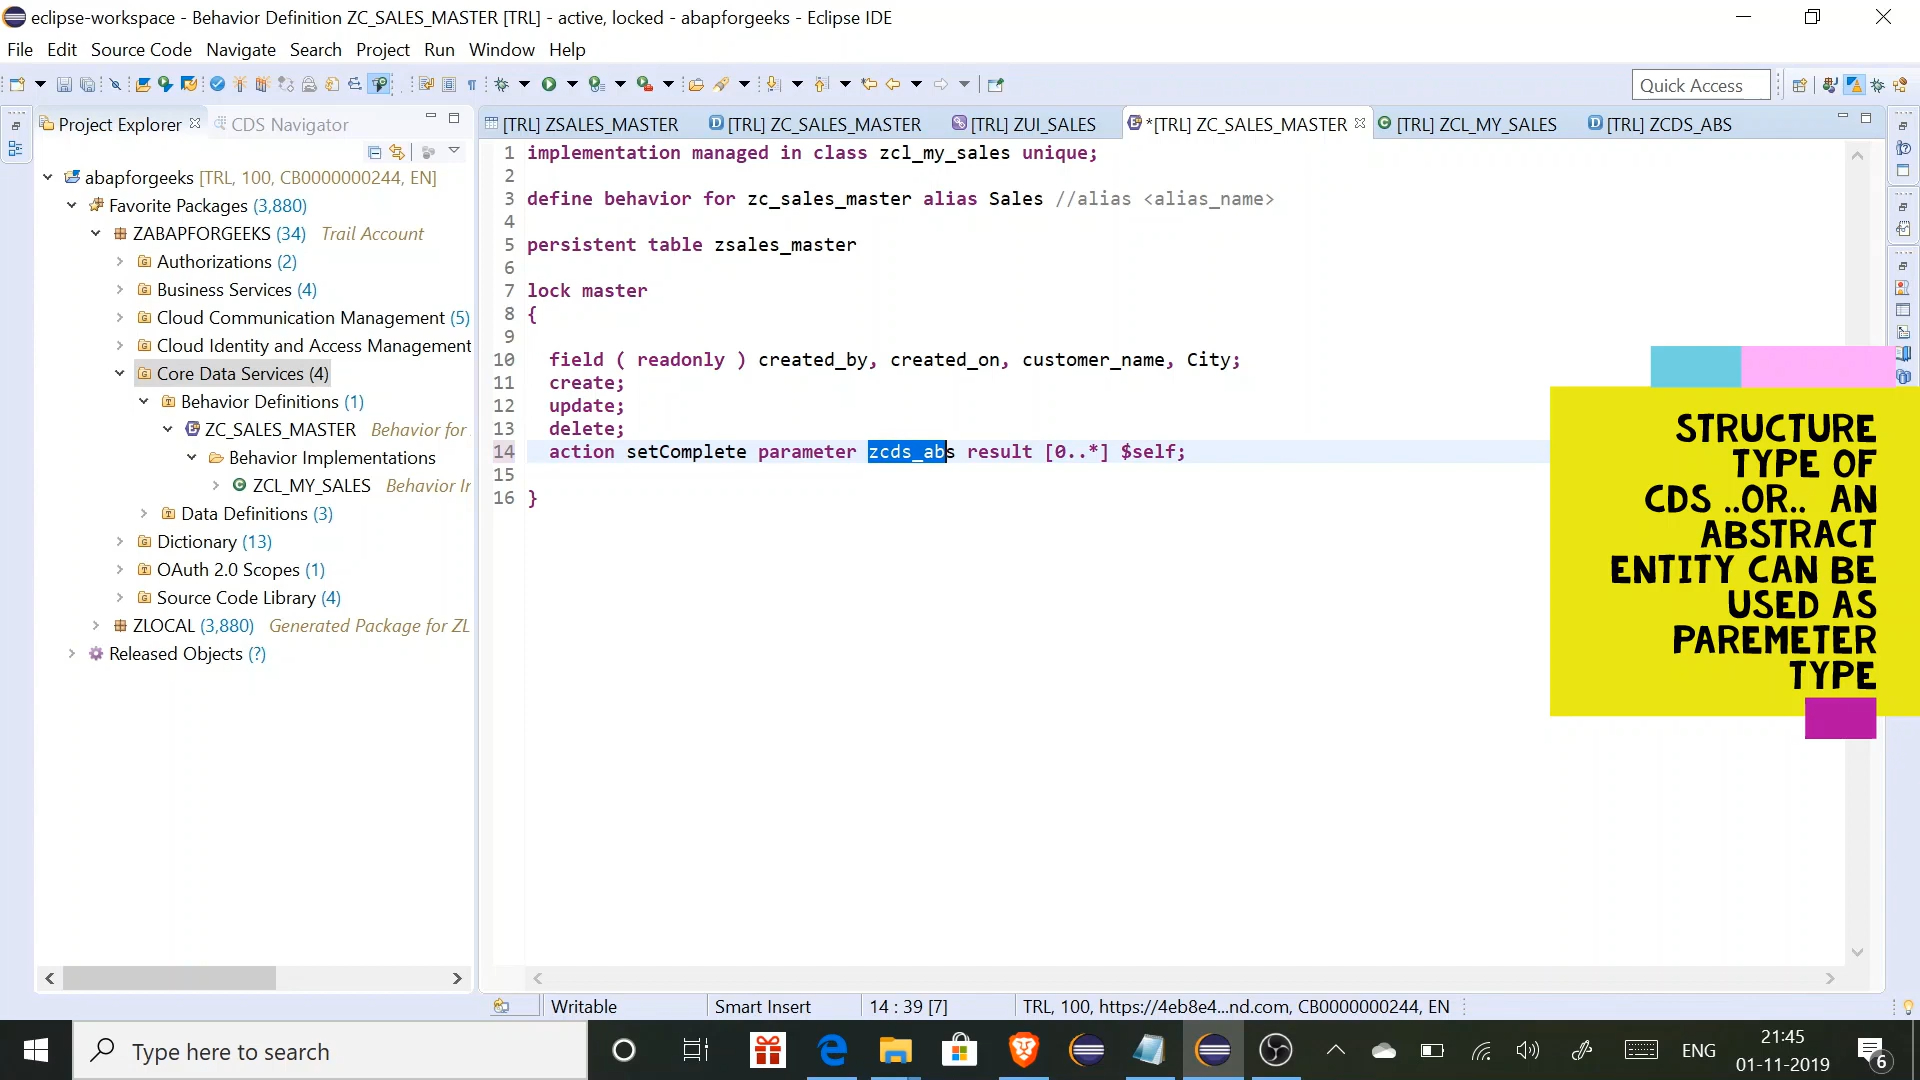 eclipse-workspace - Behavior Definition ZC_SALES_MASTER [TRL] - active, locked - abapforgeeks - Eclipse IDE
File Edit Source Code Navigate Search Project Run Window Help
Quick Access
Project Explorer CDS Navigator
[TRL] ZSALES_MASTER [TRL] ZC_SALES_MASTER [TRL] ZUI_SALES *[TRL] ZC_SALES_MASTER [TRL] ZCL_MY_SALES [TRL] ZCDS_ABS
abapforgeeks [TRL, 100, CB0000000244, EN]
Favorite Packages (3,880)
ZABAPFORGEEKS (34) Trail Account
Authorizations (2)
Business Services (4)
Cloud Communication Management (5)
Cloud Identity and Access Management
Core Data Services (4)
Behavior Definitions (1)
ZC_SALES_MASTER Behavior for
Behavior Implementations
ZCL_MY_SALES Behavior Ir
Data Definitions (3)
Dictionary (13)
OAuth 2.0 Scopes (1)
Source Code Library (4)
ZLOCAL (3,880) Generated Package for ZL
Released Objects (?)
1 implementation managed in class zcl_my_sales unique;
2
3 define behavior for zc_sales_master alias Sales //alias <alias_name>
4
5 persistent table zsales_master
6
7 lock master
8 {
9
10 field ( readonly ) created_by, created_on, customer_name, City;
11 create;
12 update;
13 delete;
14 action setComplete parameter zcds_abs result [0..*] $self;
15
16 }
STRUCTURE
TYPE OF
CDS ..OR.. AN
ABSTRACT
ENTITY CAN BE
USED AS
PAREMETER
TYPE
Writable Smart Insert 14 : 39 [7] TRL, 100, https://4eb8e4...nd.com, CB0000000244, EN
Type here to search
ENG
21:45
01-11-2019
6